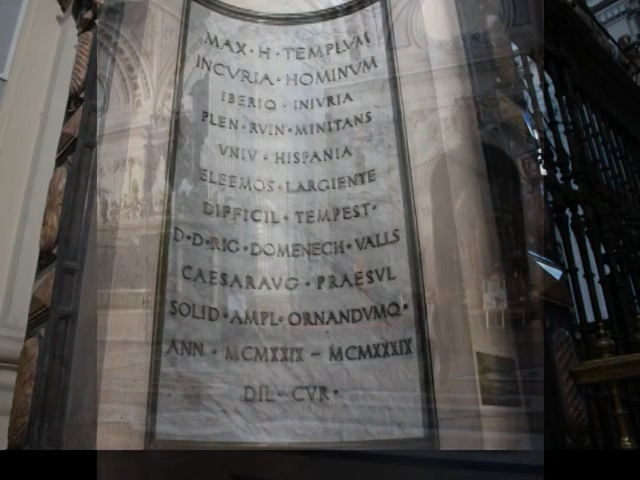 MAX · H · TEMPLVM
INCVRIA · HOMINVM
IBERIQ · INIVRIA
PLEN · RVIN · MINITANS
VNIV · HISPANIA
ELEEMOS · LARGIENTE
DIFFICIL · TEMPEST ·
D · D · RIG · DOMENECH · VALLS
CAESARAVG · PRAESVL
SOLID · AMPL · ORNANDVMQ ·
ANN · MCMXXIX – MCMXXXIX
DIL · CVR ·